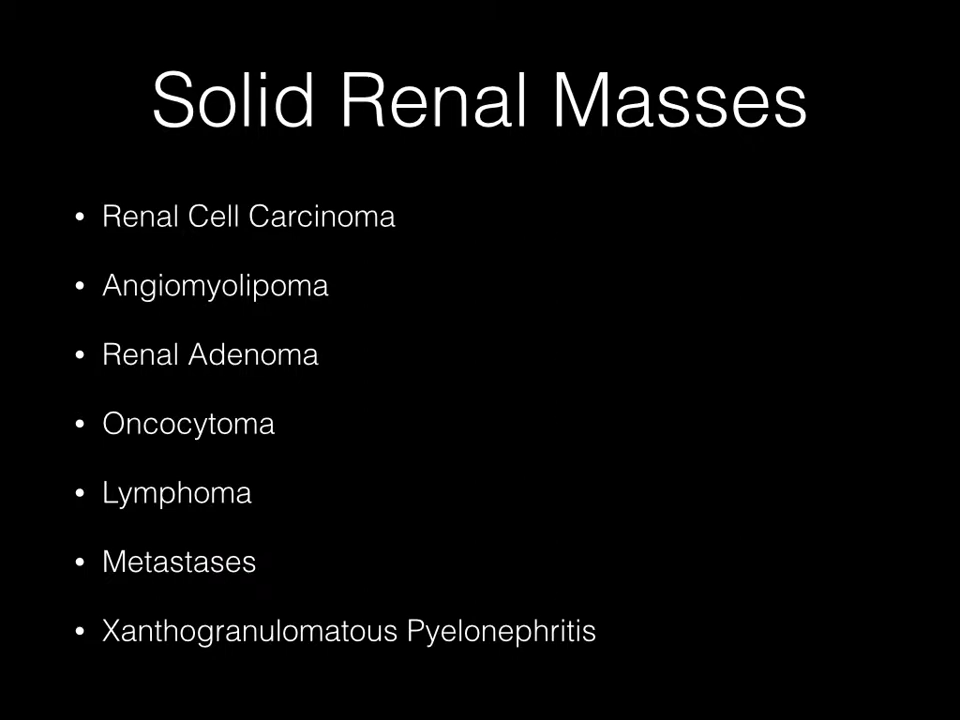 Solid Renal Masses
• Renal Cell Carcinoma
• Angiomyolipoma
• Renal Adenoma
• Oncocytoma
• Lymphoma
• Metastases
• Xanthogranulomatous Pyelonephritis